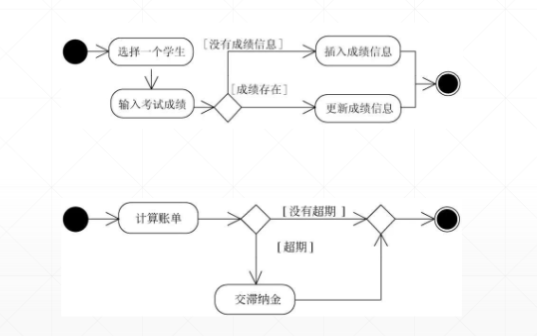 选择一个学生
[没有成绩信息]
插入成绩信息
输入考试成绩
[成绩存在]
更新成绩信息
计算账单
[没有超期]
[超期]
交滞纳金